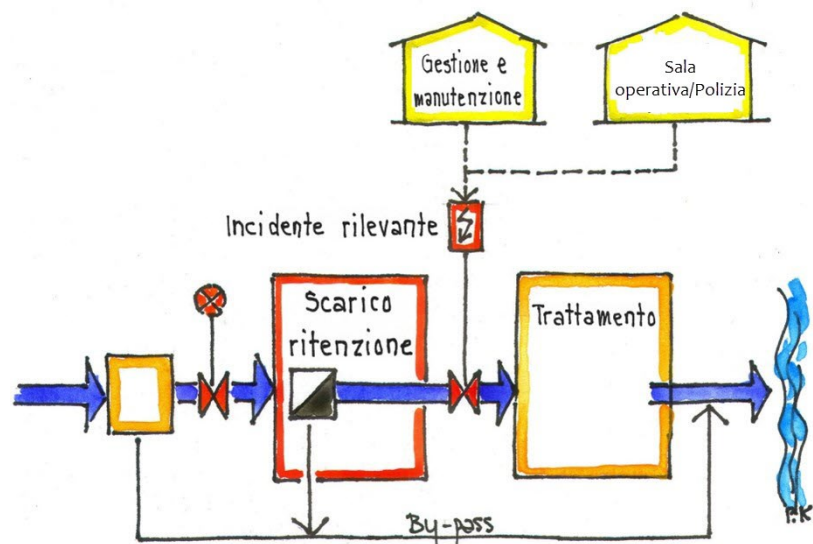 Gestione e
manutenzione
Sala
operativa/Polizia
Incidente rilevante
Scarico
ritenzione
Trattamento
By-pass
P.K